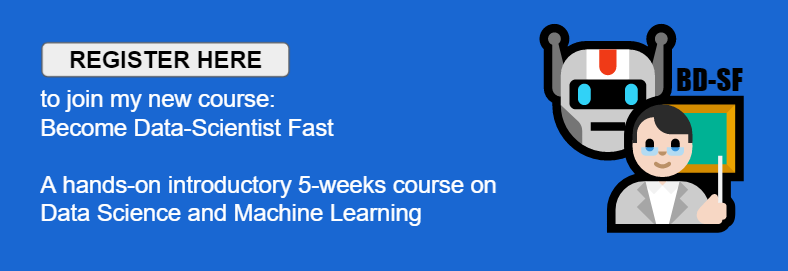 REGISTER HERE
to join my new course:
Become Data-Scientist Fast
A hands-on introductory 5-weeks course on
Data Science and Machine Learning
BD-SF